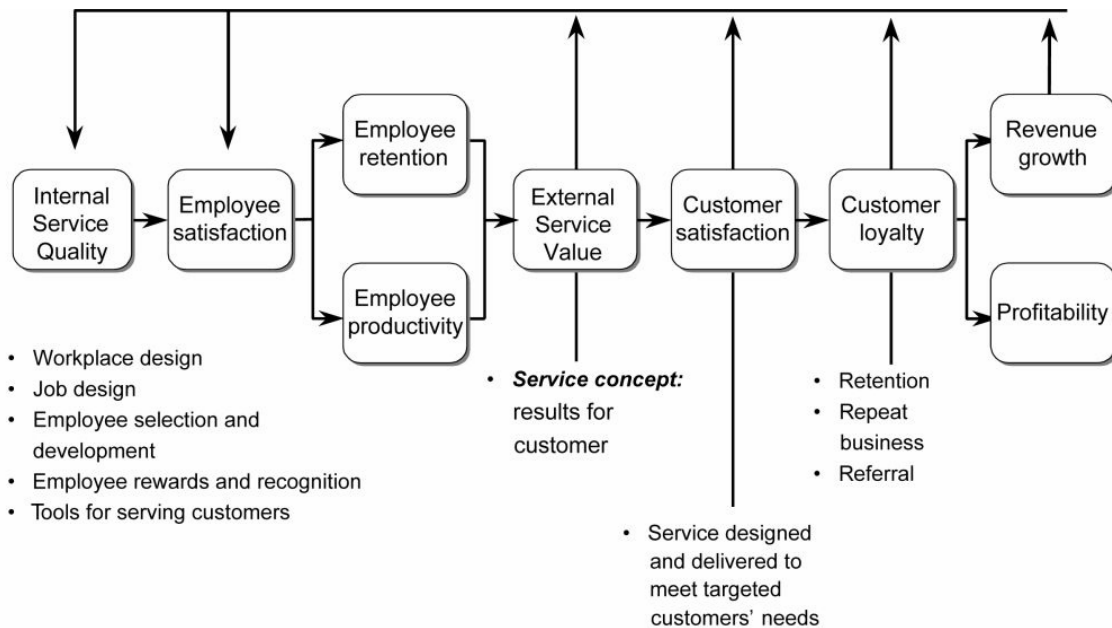 Internal
Service
Quality
Employee
satisfaction
Employee
retention
Employee
productivity
External
Service
Value
Customer
satisfaction
Customer
loyalty
Revenue
growth
Profitability
• Workplace design
• Job design
• Employee selection and
development
• Employee rewards and recognition
• Tools for serving customers
• Service concept:
results for
customer
• Service designed
and delivered to
meet targeted
customers’ needs
• Retention
• Repeat
business
• Referral